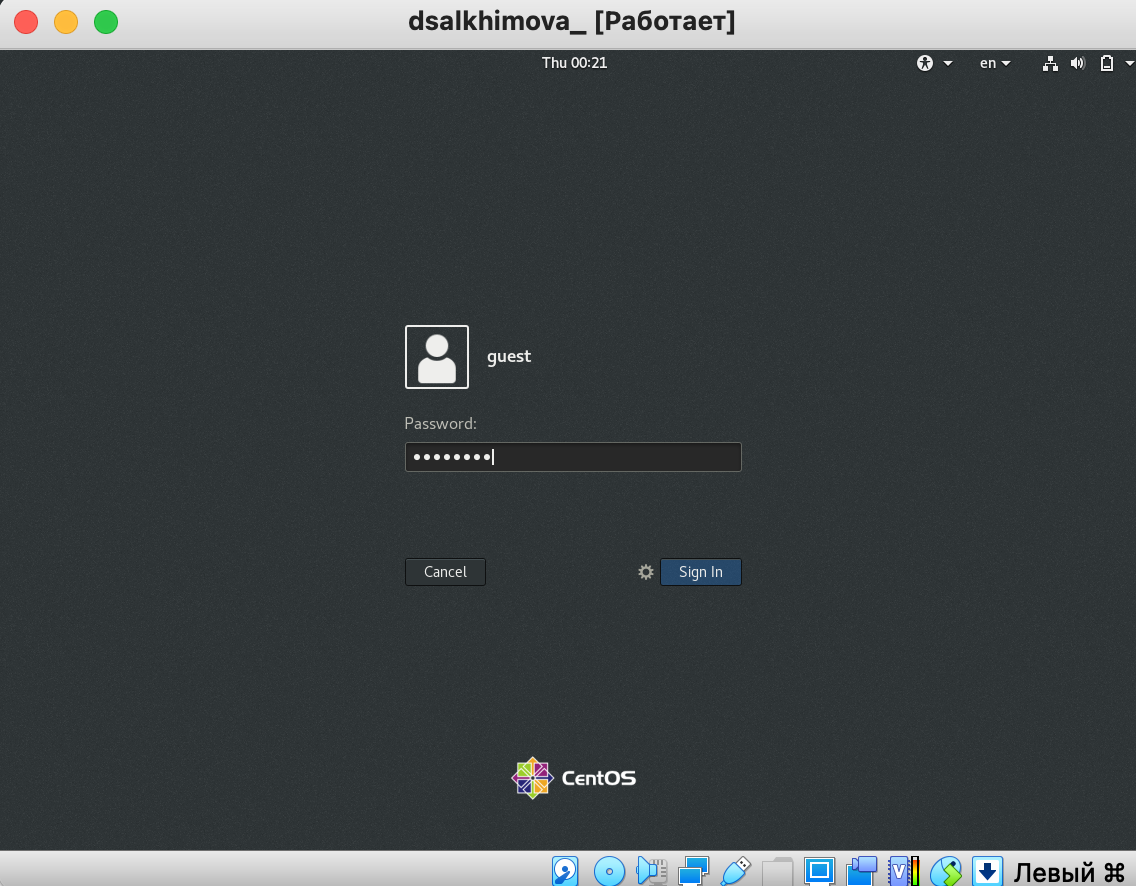 dsalkhimova_ [Работает]
Thu 00:21
en
guest
Password:
Cancel
Sign In
CentOS
V
Левый ⌘